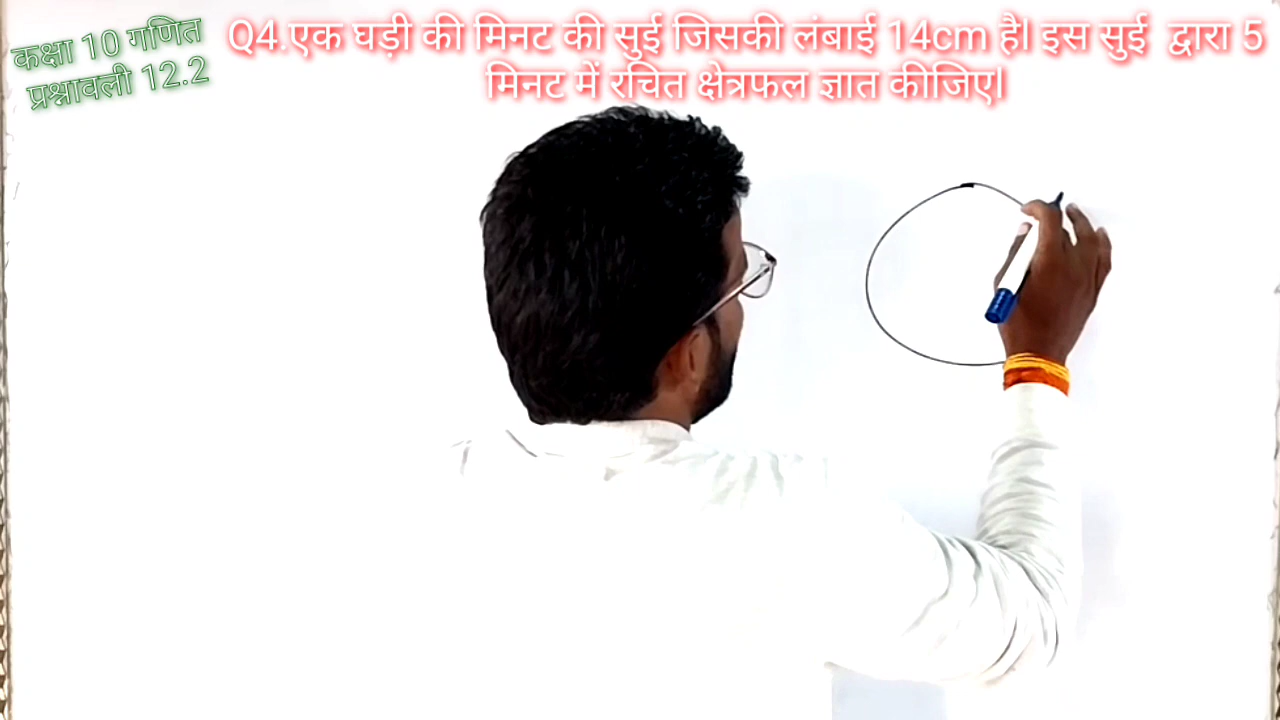 कक्षा 10 गणित
प्रश्नावली 12.2
Q4.एक घड़ी की मिनट की सुई जिसकी लंबाई 14cm है। इस सुई द्वारा 5
मिनट में रचित क्षेत्रफल ज्ञात कीजिए।